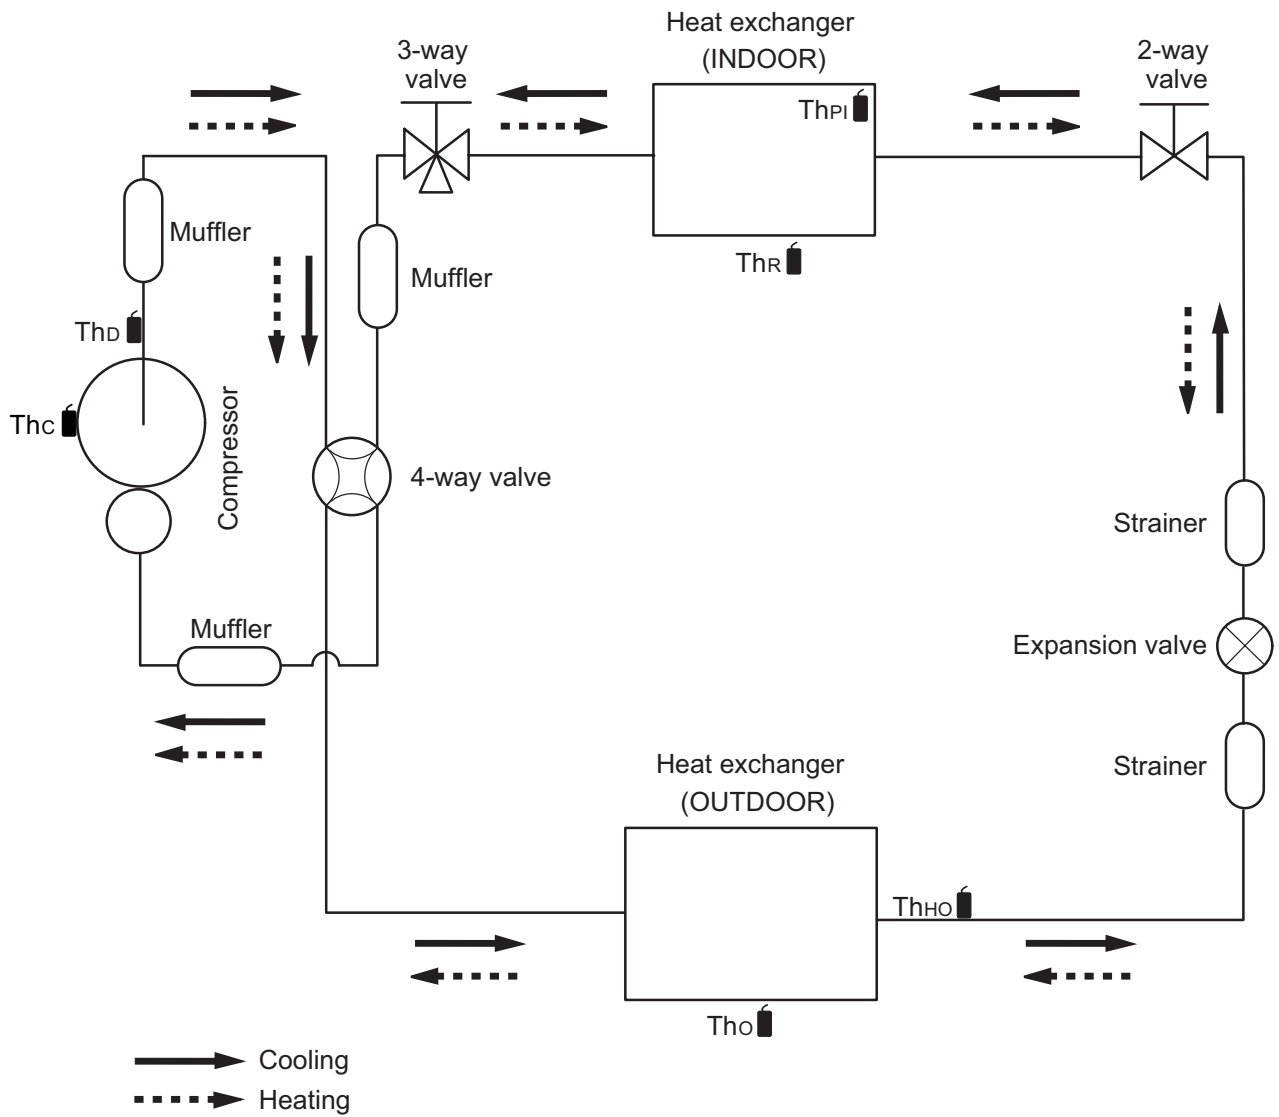 Heat exchanger
(INDOOR)
3-way
valve
2-way
valve
ThPI
Muffler
ThR
Muffler
ThD
ThC
Compressor
4-way valve
Strainer
Muffler
Expansion valve
Heat exchanger
(OUTDOOR)
Strainer
ThHO
ThO
Cooling
Heating